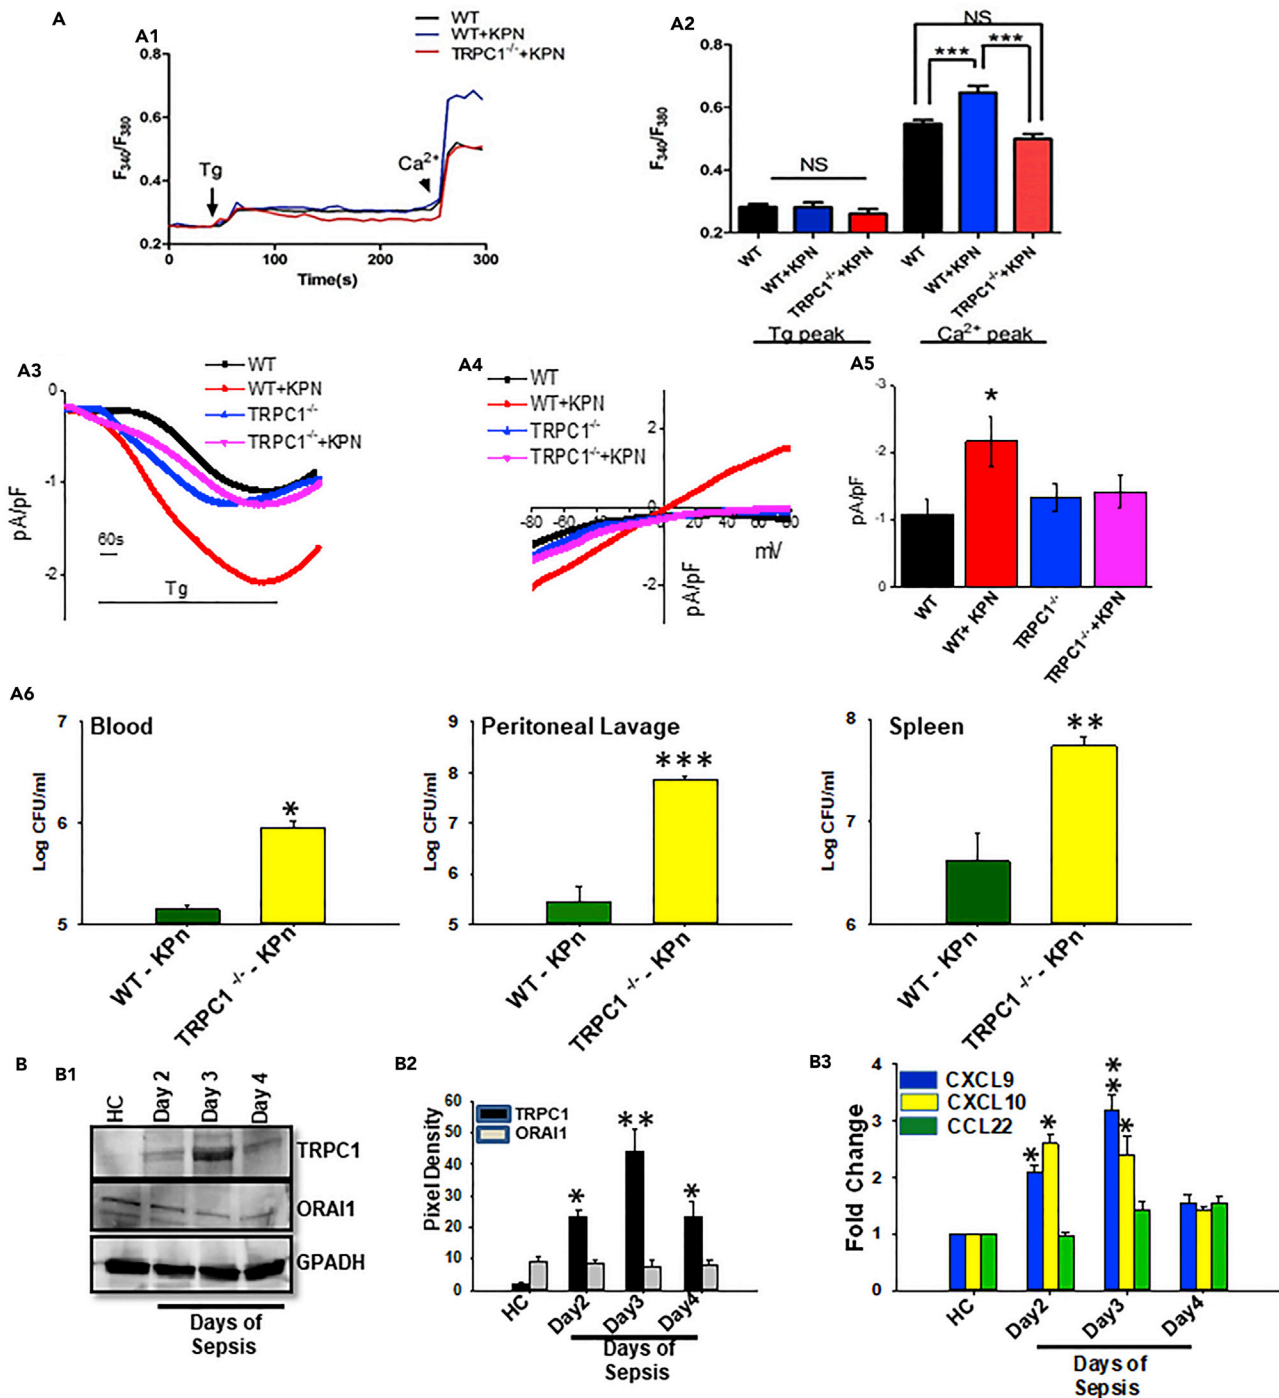 A
A1
WT
WT+KPN
TRPC1-/-+KPN
0.8
0.6
0.4
0.2
F340/F380
Tg
Ca2+
0
100
200
300
Time(s)
A2
NS
***
***
0.8
0.6
0.4
0.2
F340/F380
NS
WT
WT+KPN
TRPC1-/-+KPN
WT
WT+KPN
TRPC1-/-+KPN
Tg peak
Ca2+ peak
A3
WT
WT+KPN
TRPC1-/-
TRPC1-/-+KPN
0
-1
-2
pA/pF
60s
Tg
A4
WT
WT+KPN
TRPC1-/-
TRPC1-/-+KPN
2
0
-2
-80
-60
-40
-20
20
40
60
80
mV
pA/pF
A5
-3
-2
-1
0
pA/pF
*
WT
WT+ KPN
TRPC1-/-
TRPC1-/-+KPN
A6
Blood
7
6
5
Log CFU/ml
*
WT - KPn
TRPC1 -/- - KPn
Peritoneal Lavage
9
8
7
6
5
Log CFU/ml
***
WT - KPn
TRPC1 -/- - KPn
Spleen
8
7
6
Log CFU/ml
**
WT - KPn
TRPC1 -/- - KPn
B
B1
HC
Day 2
Day 3
Day 4
TRPC1
ORAI1
GPADH
Days of
Sepsis
B2
60
50
40
30
20
10
0
Pixel Density
TRPC1
ORAI1
*
**
*
HC
Day2
Day3
Day4
Days of
Sepsis
B3
4
3
2
1
0
Fold Change
CXCL9
CXCL10
CCL22
*
*
**
*
HC
Day2
Day3
Day4
Days of
Sepsis